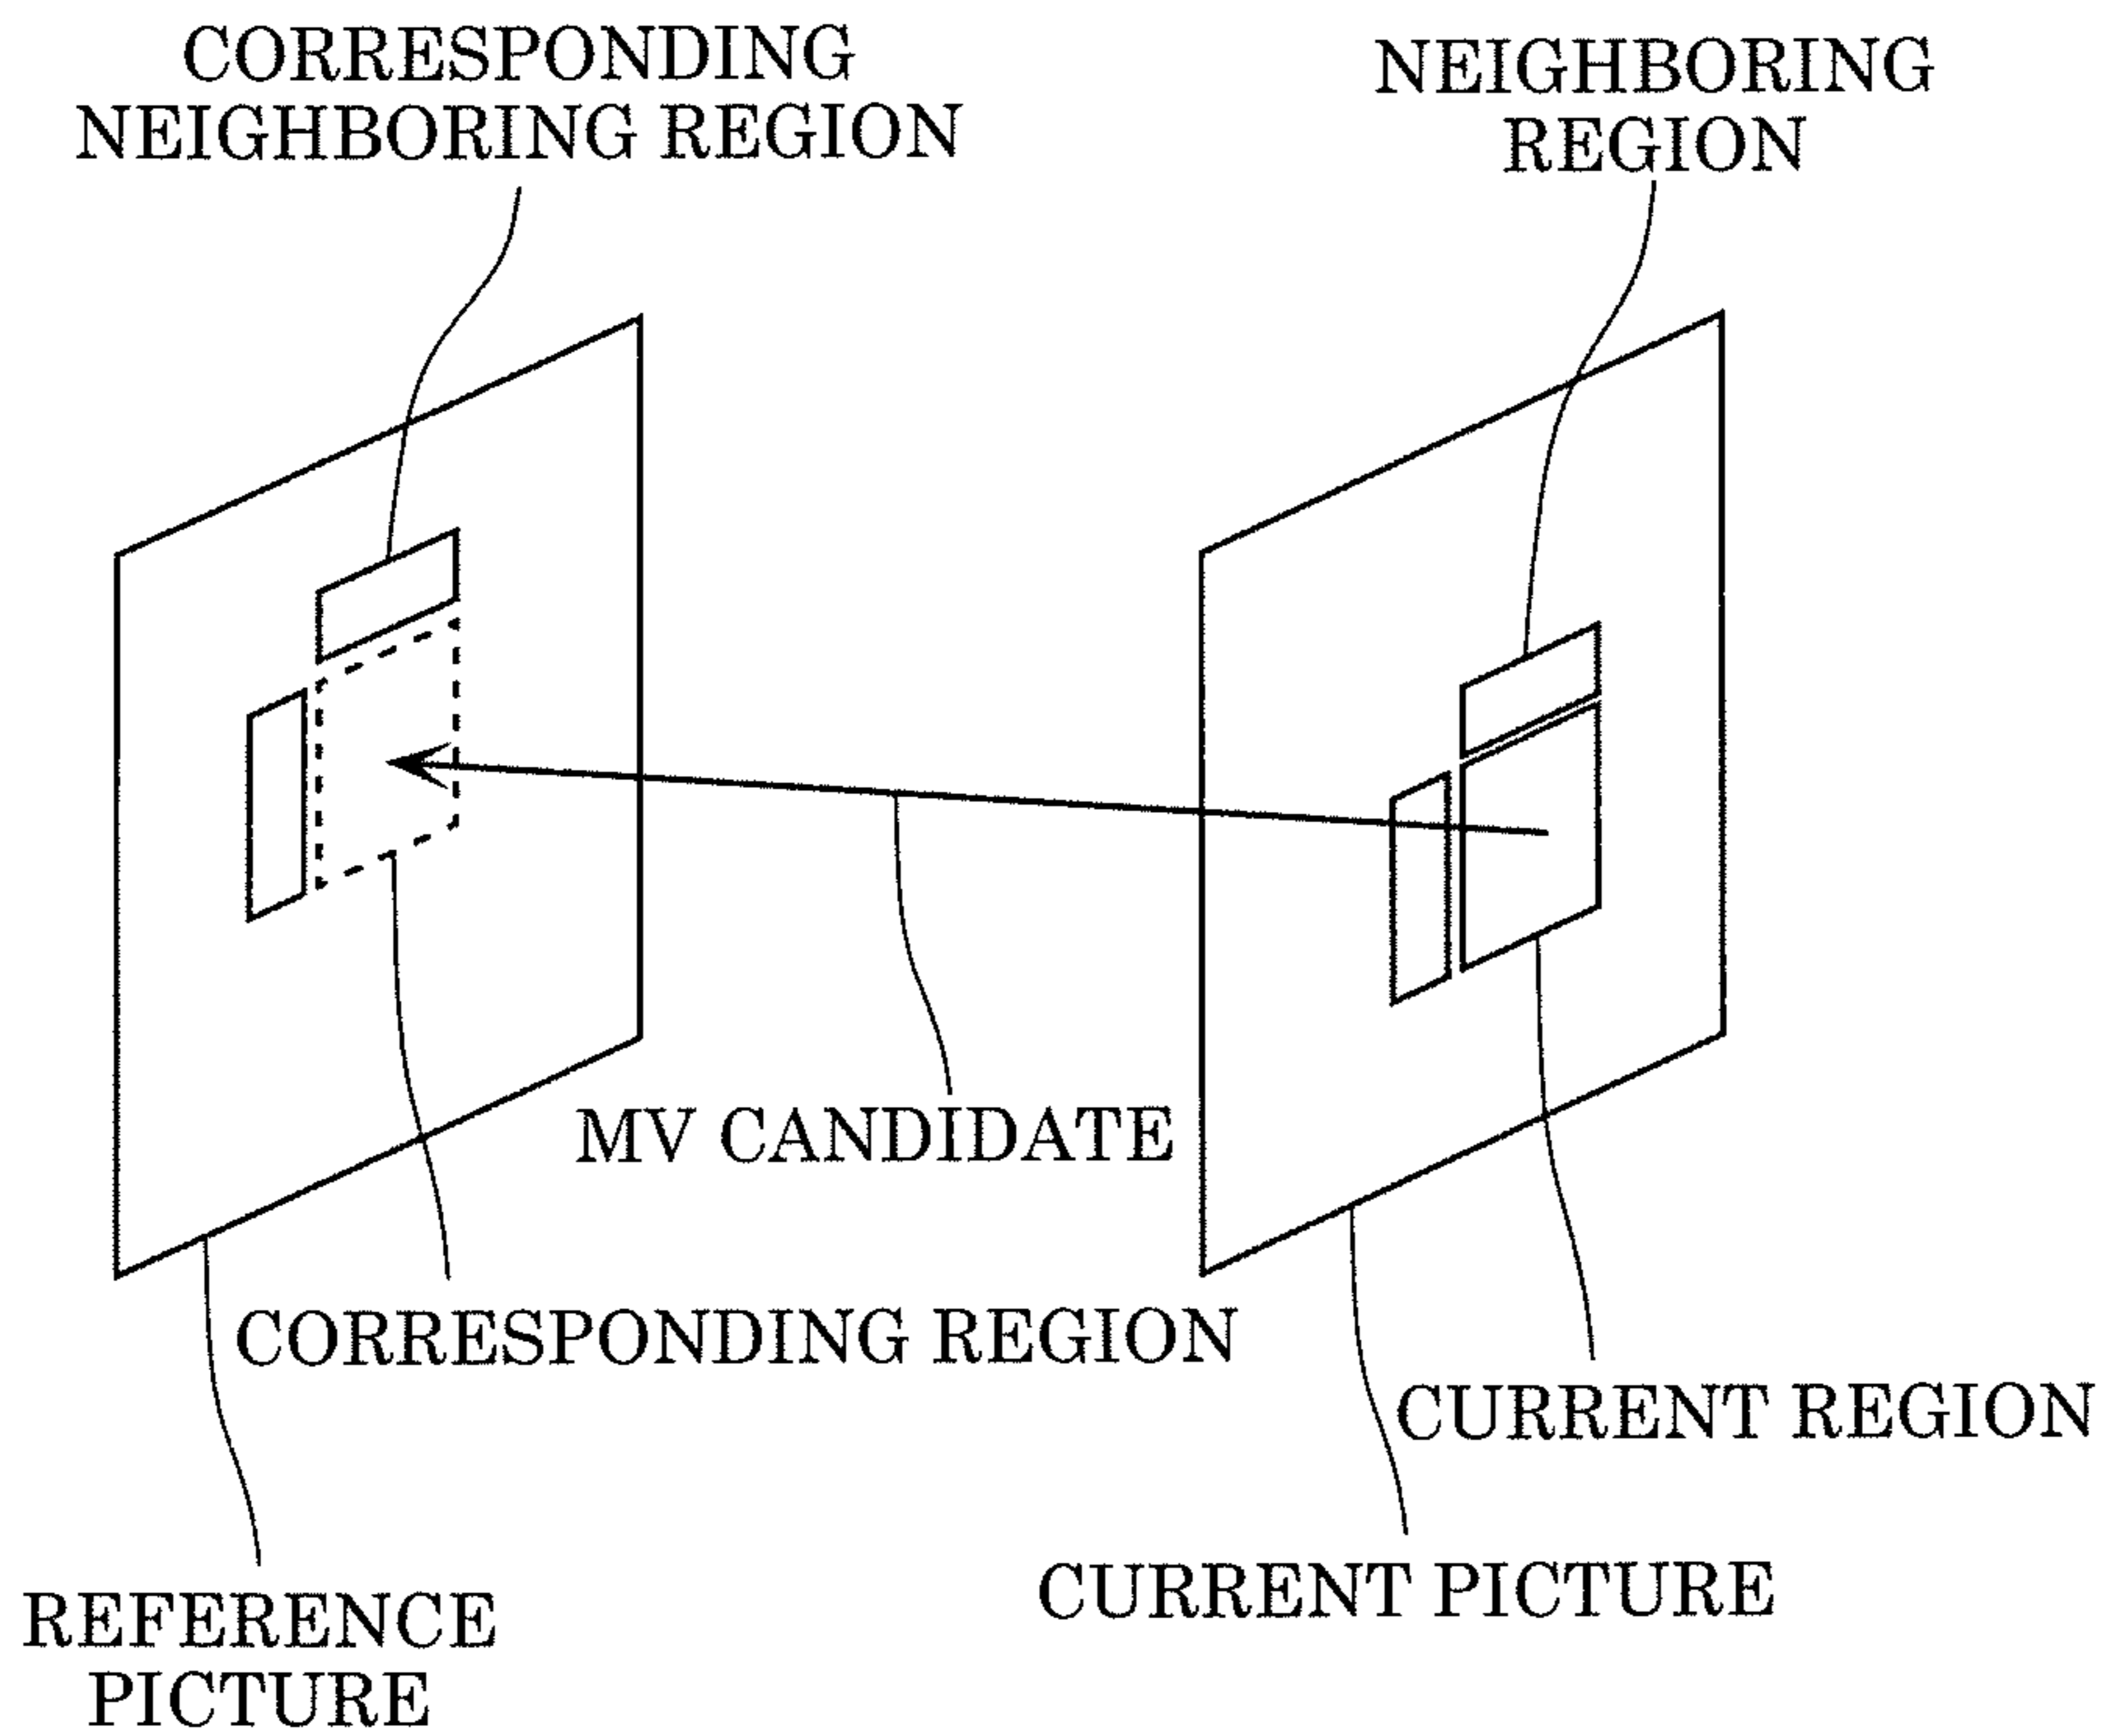 CORRESPONDING
NEIGHBORING REGION
NEIGHBORING
REGION
MV CANDIDATE
CORRESPONDING REGION
CURRENT REGION
CURRENT PICTURE
REFERENCE
PICTURE